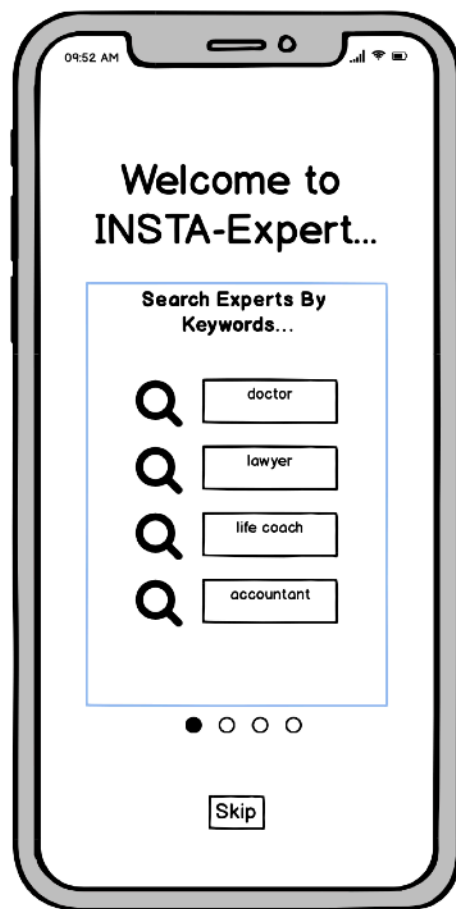 09:52 AM
Welcome to
INSTA-Expert...
Search Experts By
Keywords...
doctor
lawyer
life coach
accountant
Skip